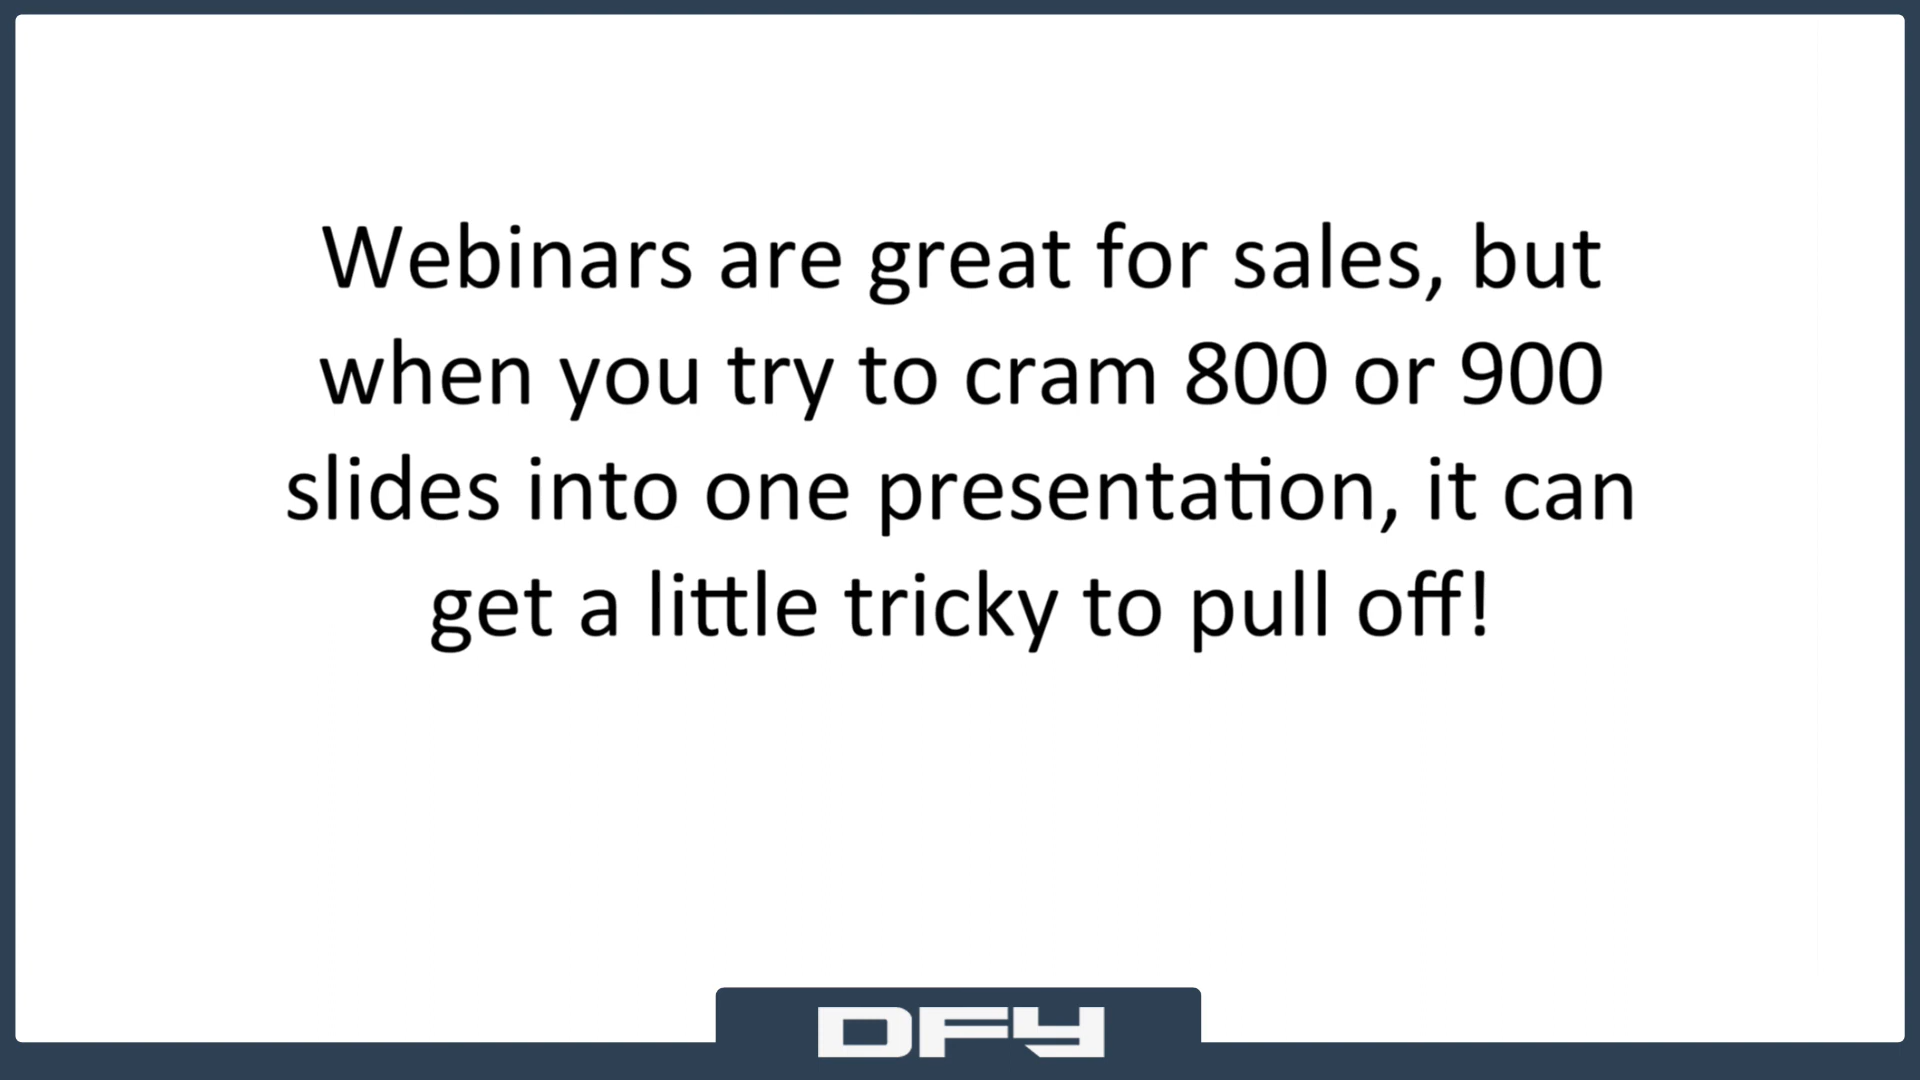 Webinars are great for sales, but
when you try to cram 800 or 900
slides into one presentation, it can
get a little tricky to pull off!
DFY